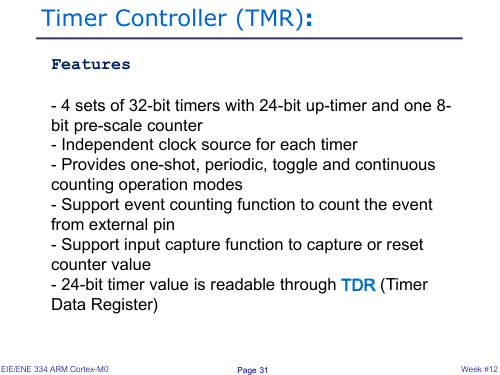 Timer Controller (TMR):
Features
- 4 sets of 32-bit timers with 24-bit up-timer and one 8-
bit pre-scale counter
- Independent clock source for each timer
- Provides one-shot, periodic, toggle and continuous
counting operation modes
- Support event counting function to count the event
from external pin
- Support input capture function to capture or reset
counter value
- 24-bit timer value is readable through TDR (Timer
Data Register)
EIE/ENE 334 ARM Cortex-M0
Page 31
Week #12